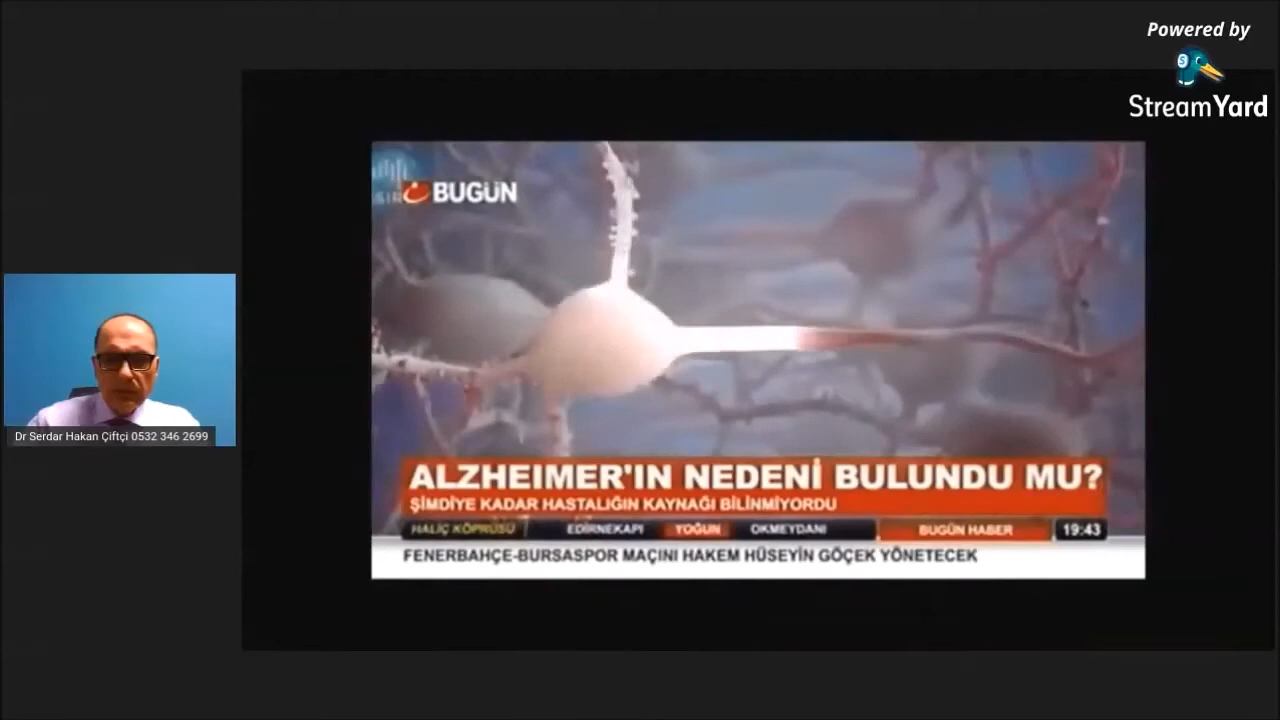 Powered by
StreamYard
BUGÜN
Dr Serdar Hakan Çiftçi 0532 346 2699
ALZHEIMER'IN NEDENİ BULUNDU MU?
ŞİMDİYE KADAR HASTALIĞIN KAYNAĞI BİLİNMİYORDU
HALİÇ KÖPRÜSÜ EDİRNEKAPI YOĞUN OKMEYDANI BUGÜN HABER 19:43
FENERBAHÇE-BURSASPOR MAÇINI HAKEM HÜSEYİN GÖÇEK YÖNETECEK